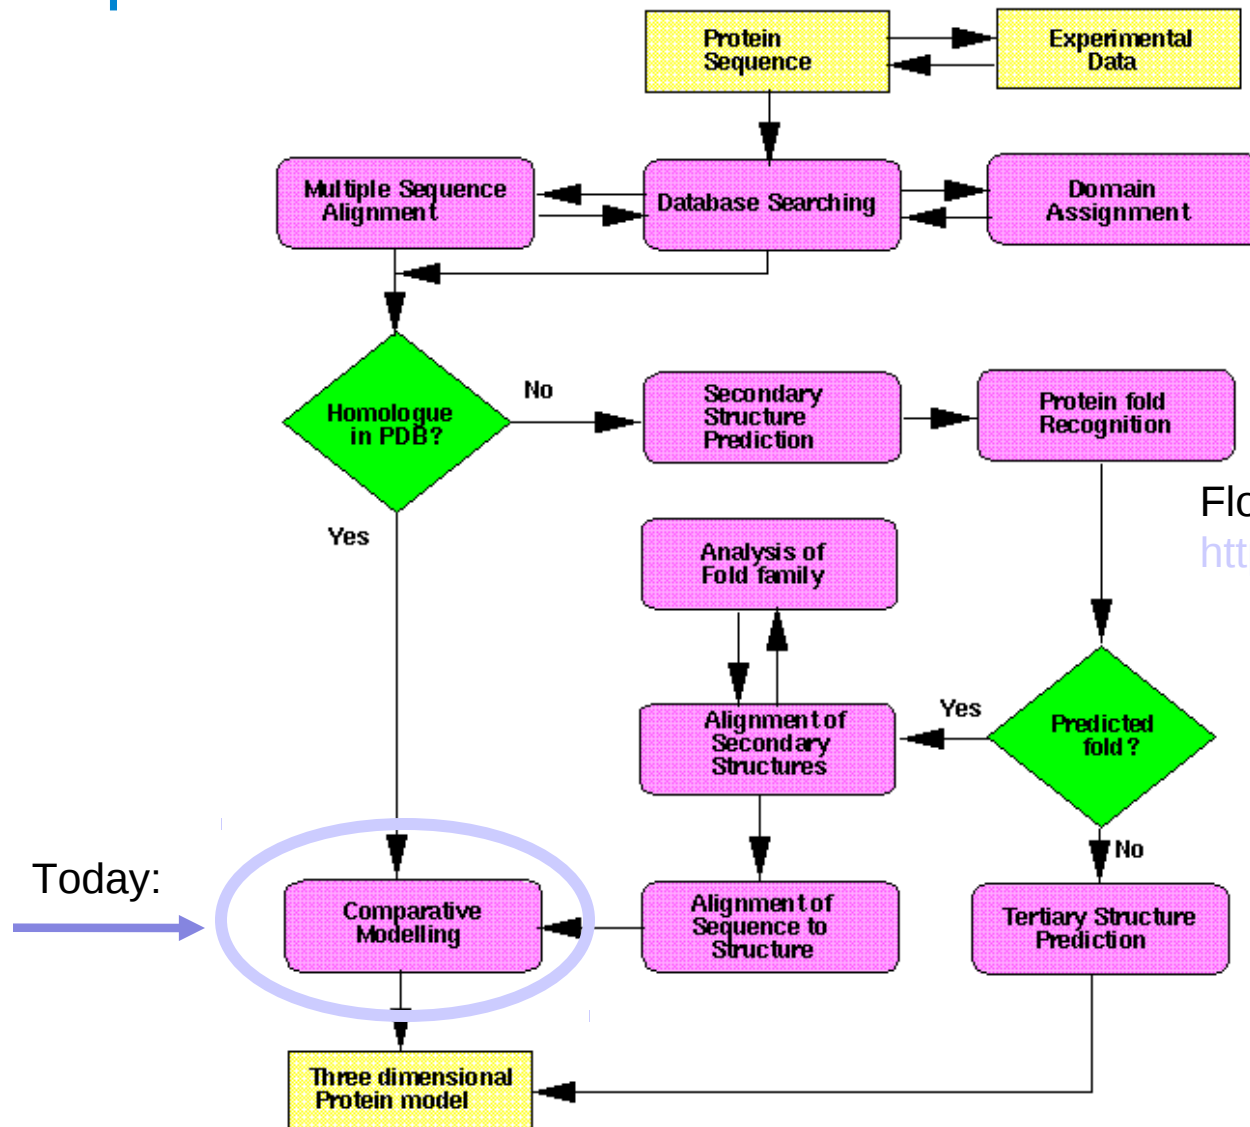 Protein
Sequence
Experimental
Data
Multiple Sequence
Alignment
Database Searching
Domain
Assignment
Homologue
in PDB?
No
Secondary
Structure
Prediction
Protein fold
Recognition
Yes
Flo
htt
Analysis of
Fold family
Alignment of
Secondary
Structures
Yes
Predicted
fold?
No
Today:
Comparative
Modelling
Alignment of
Sequence to
Structure
Tertiary Structure
Prediction
Three dimensional
Protein model